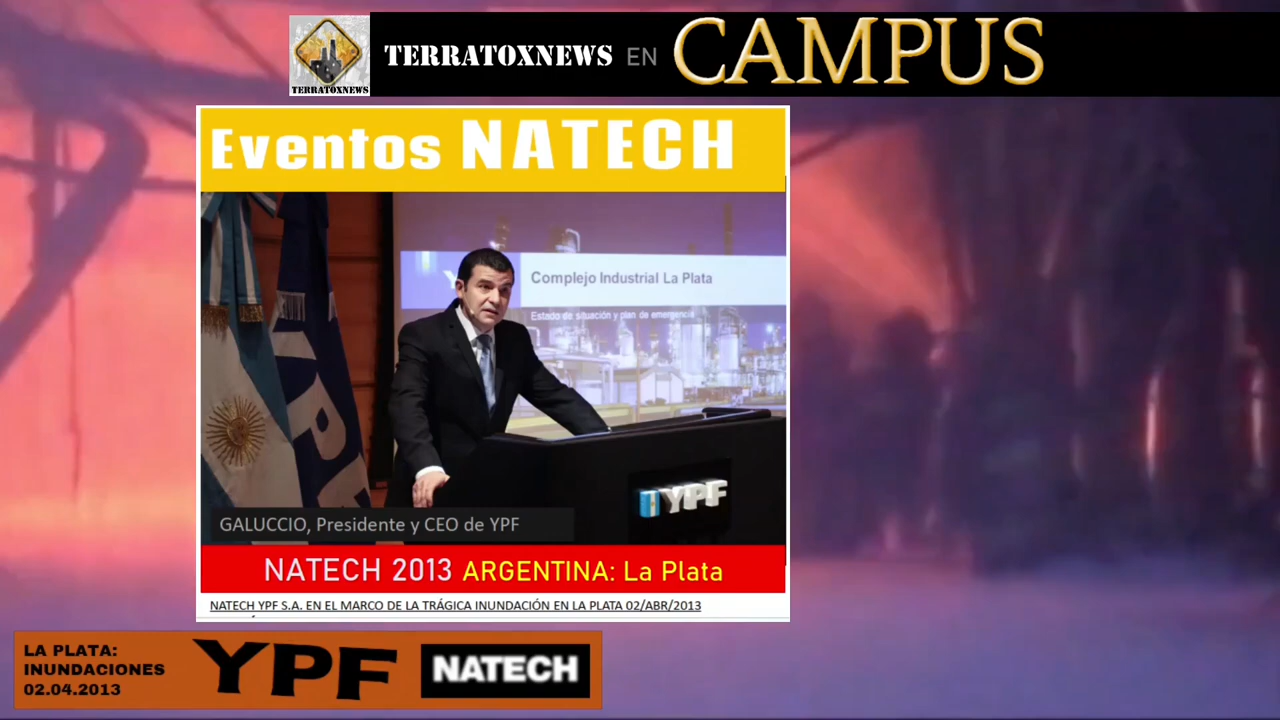 TERRATOXNEWS EN CAMPUS
TERRATOXNEWS
Eventos NATECH
Complejo Industrial La Plata
Estado de situación y plan de emergencia
YPF
YPF
GALUCCIO, Presidente y CEO de YPF
NATECH 2013 ARGENTINA: La Plata
NATECH YPF S.A. EN EL MARCO DE LA TRÁGICA INUNDACIÓN EN LA PLATA 02/ABR/2013
LA PLATA:
INUNDACIONES
02.04.2013
YPF
NATECH